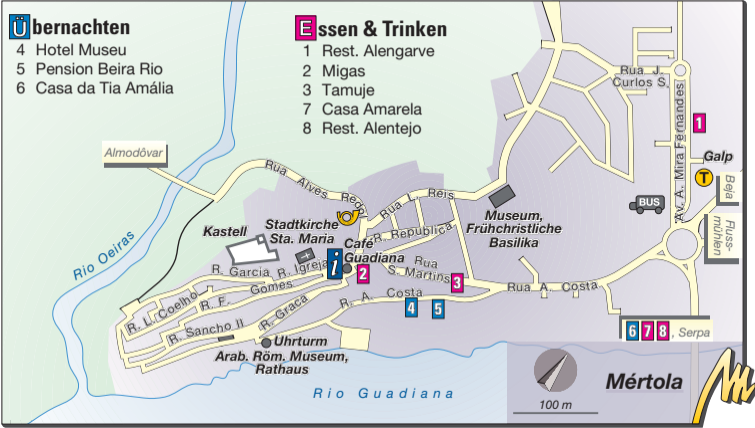 Übernachten
4 Hotel Museu
5 Pension Beira Rio
6 Casa da Tia Amália
Essen & Trinken
1 Rest. Alengarve
2 Migas
3 Tamuje
7 Casa Amarela
8 Rest. Alentejo
Rua J.
Curlos S.
Av. A. Mira Fernandes
1
Galp
T
Beja
Russ-
mühlen
BUS
Almodôvar
Rua Alves Redo
Rua L. Reis
R. Republica
Museum,
Frühchristliche
Basilika
Kastell
Stadtkirche
Sta. Maria
Café
Guadiana
i
2
Rua
S. Martins
3
Rua A. Costa
Rio Oeiras
R. Garcia
R. Igreja
R. L. Coelho
R. F. Gomes
R. Sancho II
R. Graca
R. A. Costa
4
5
6 7 8 , Serpa
Uhrturm
Arab. Röm. Museum,
Rathaus
Rio Guadiana
100 m
Mértola